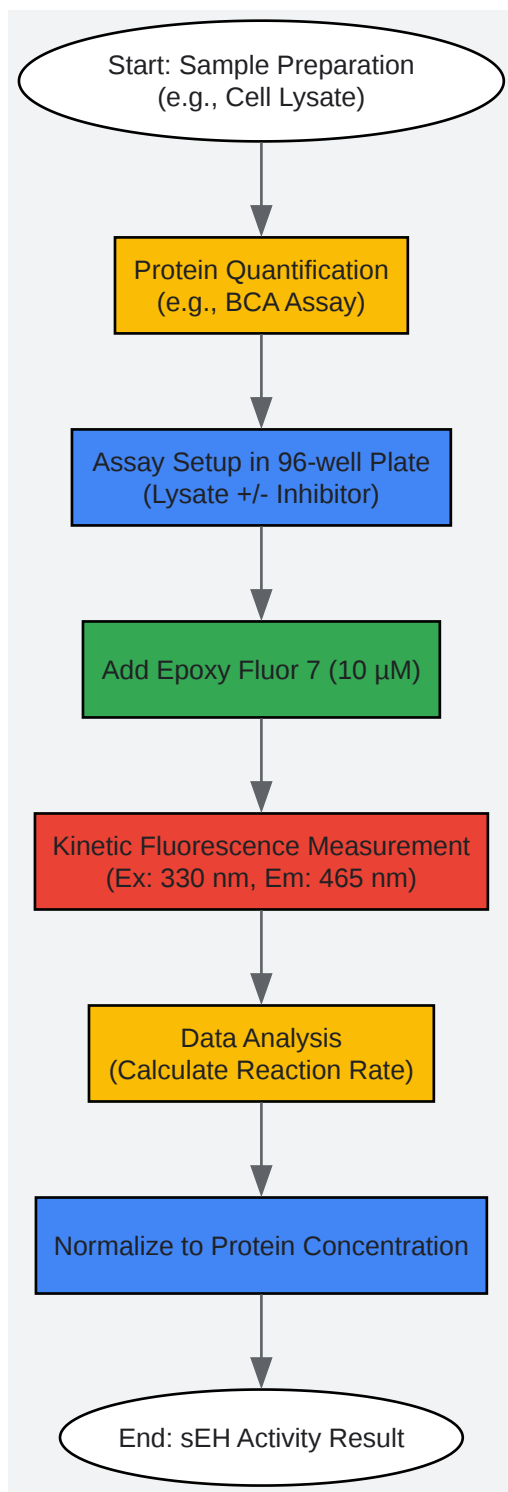 Start: Sample Preparation
(e.g., Cell Lysate)
Protein Quantification
(e.g., BCA Assay)
Assay Setup in 96-well Plate
(Lysate +/- Inhibitor)
Add Epoxy Fluor 7 (10 µM)
Kinetic Fluorescence Measurement
(Ex: 330 nm, Em: 465 nm)
Data Analysis
(Calculate Reaction Rate)
Normalize to Protein Concentration
End: sEH Activity Result